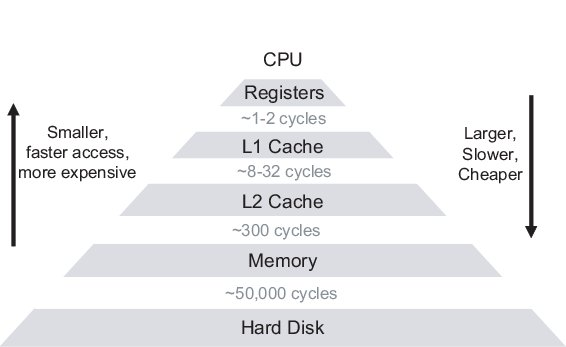 CPU
Registers
~1-2 cycles
L1 Cache
~8-32 cycles
L2 Cache
~300 cycles
Memory
~50,000 cycles
Hard Disk
Smaller,
faster access,
more expensive
Larger,
Slower,
Cheaper